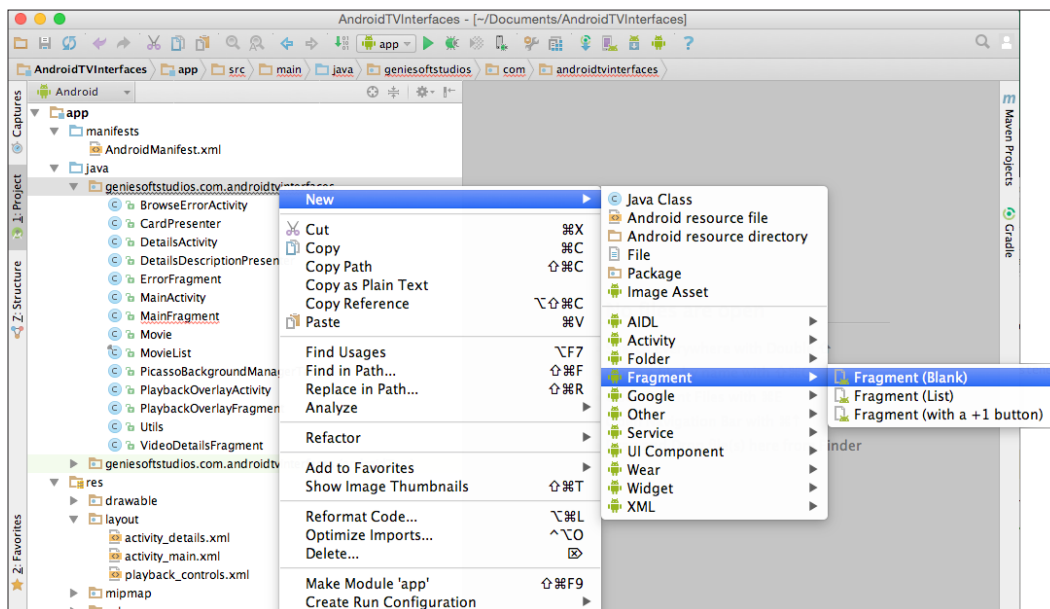 AndroidTVInterfaces - [~/Documents/AndroidTVInterfaces]
app
?
AndroidTVInterfaces app src main java geniesoftstudios com androidtvinterfaces
Captures
1: Project
Z: Structure
2: Favorites
Android
app
manifests
AndroidManifest.xml
java
geniesoftstudios.com.androidtvinterfaces
C BrowseErrorActivity
C CardPresenter
C DetailsActivity
C DetailsDescriptionPresen
C ErrorFragment
C MainActivity
C MainFragment
C Movie
C MovieList
C PicassoBackgroundManag
C PlaybackOverlayActivity
C PlaybackOverlayFragmen
C Utils
C VideoDetailsFragment
geniesoftstudios.com.androidtv
res
drawable
layout
activity_details.xml
activity_main.xml
playback_controls.xml
mipmap
New
Cut ⌘X
Copy ⌘C
Copy Path ⇧⌘C
Copy as Plain Text
Copy Reference ⌥⇧⌘C
Paste ⌘V
Find Usages ⌥F7
Find in Path... ⇧⌘F
Replace in Path... ⇧⌘R
Analyze
Refactor
Add to Favorites
Show Image Thumbnails ⇧⌘T
Reformat Code... ⌥⌘L
Optimize Imports... ^⌥O
Delete... ⌦
Make Module 'app' ⇧⌘F9
Create Run Configuration
C Java Class
Android resource file
Android resource directory
File
Package
Image Asset
AIDL
Activity
Folder
Fragment
Google
Other
Service
UI Component
Wear
Widget
XML
Fragment (Blank)
Fragment (List)
Fragment (with a +1 button)
inder
m Maven Projects
Gradle